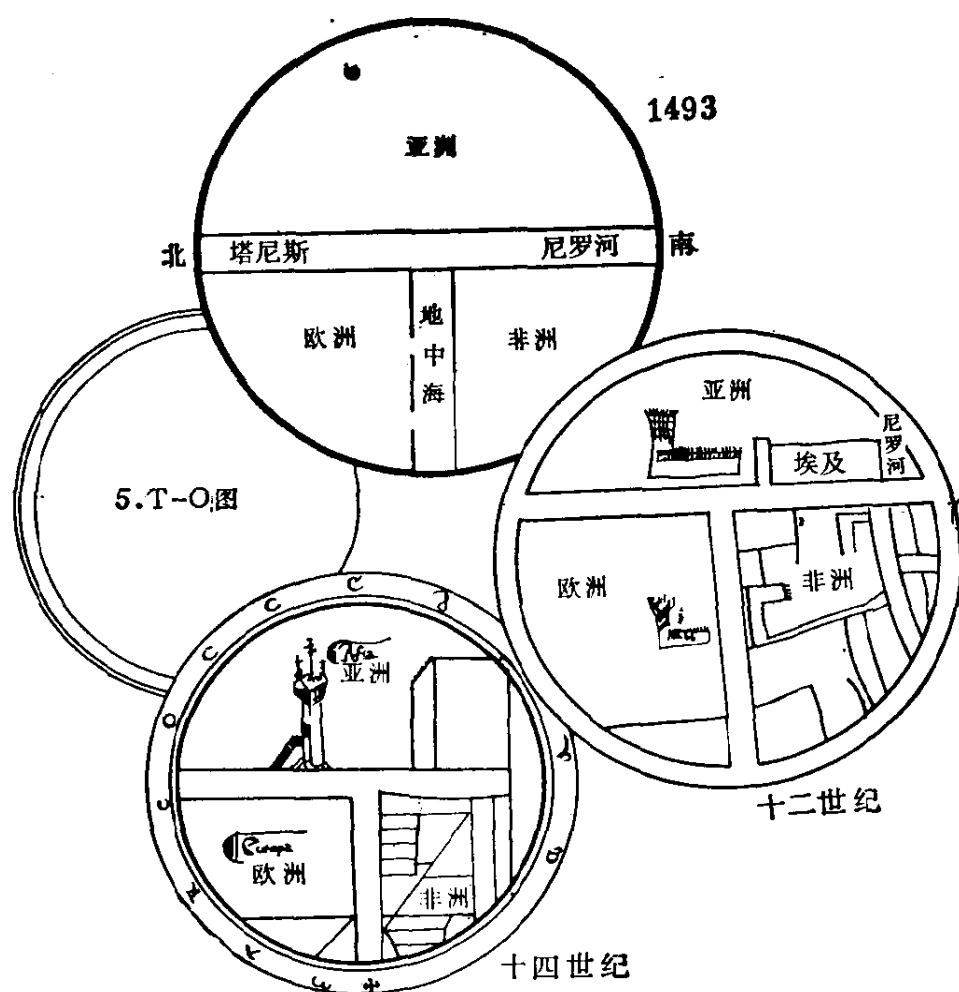 1493
亚洲
北 塔尼斯 尼罗河 南
欧洲
地中海
非洲
亚洲
尼罗河
埃及
5.T-O图
欧洲
非洲
亚洲
十二世纪
欧洲
非洲
十四世纪